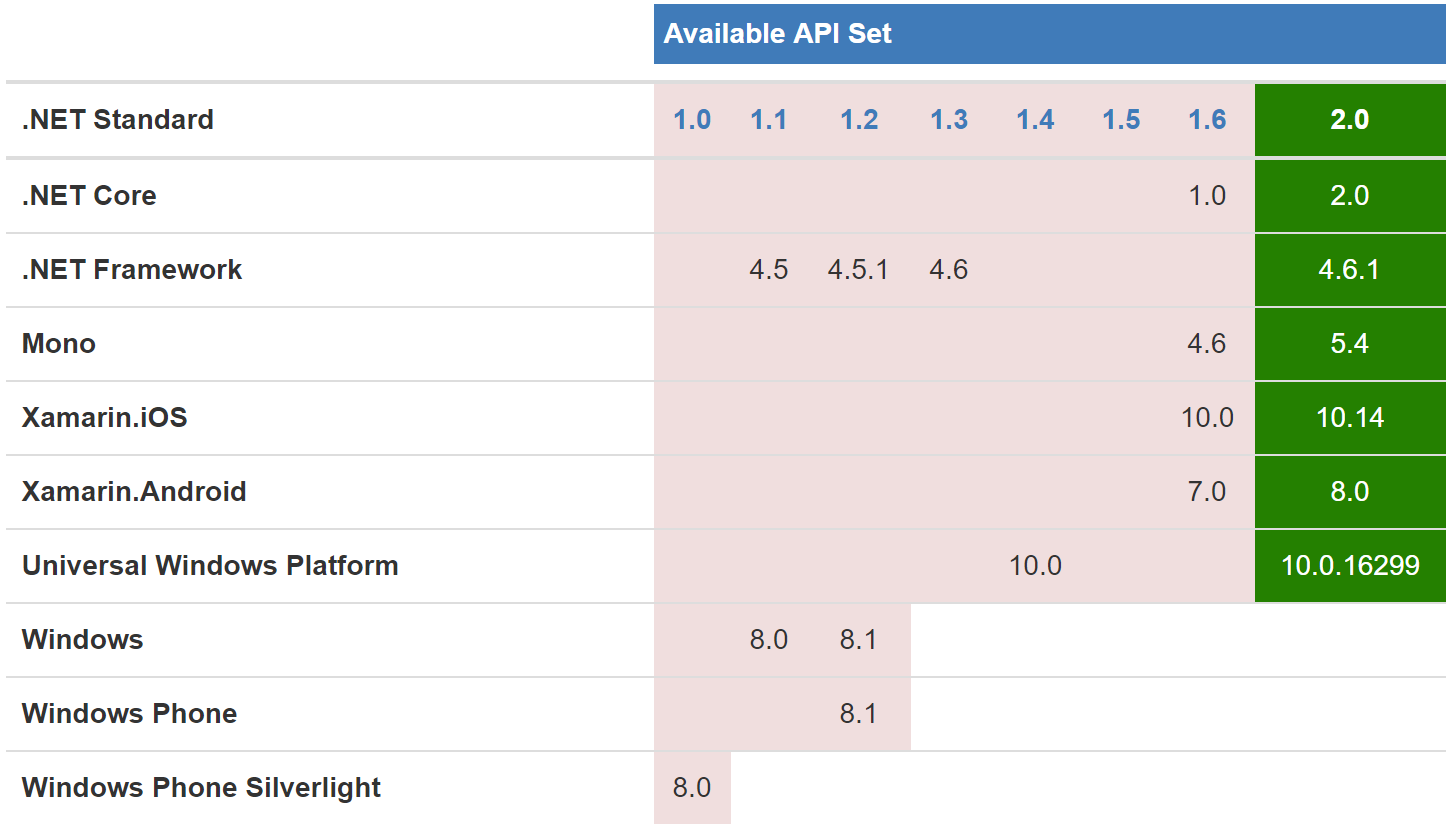 Available API Set
.NET Standard 1.0 1.1 1.2 1.3 1.4 1.5 1.6 2.0
.NET Core 1.0 2.0
.NET Framework 4.5 4.5.1 4.6 4.6.1
Mono 4.6 5.4
Xamarin.iOS 10.0 10.14
Xamarin.Android 7.0 8.0
Universal Windows Platform 10.0 10.0.16299
Windows 8.0 8.1
Windows Phone 8.1
Windows Phone Silverlight 8.0